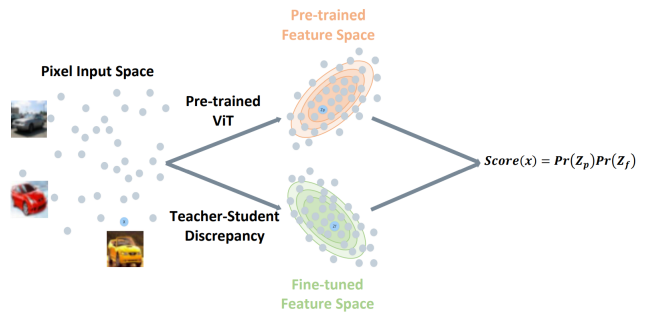 Pre-trained
Feature Space
Pixel Input Space
Pre-trained
ViT
Score(x) = Pr(Z_p)Pr(Z_f)
Teacher-Student
Discrepancy
Fine-tuned
Feature Space